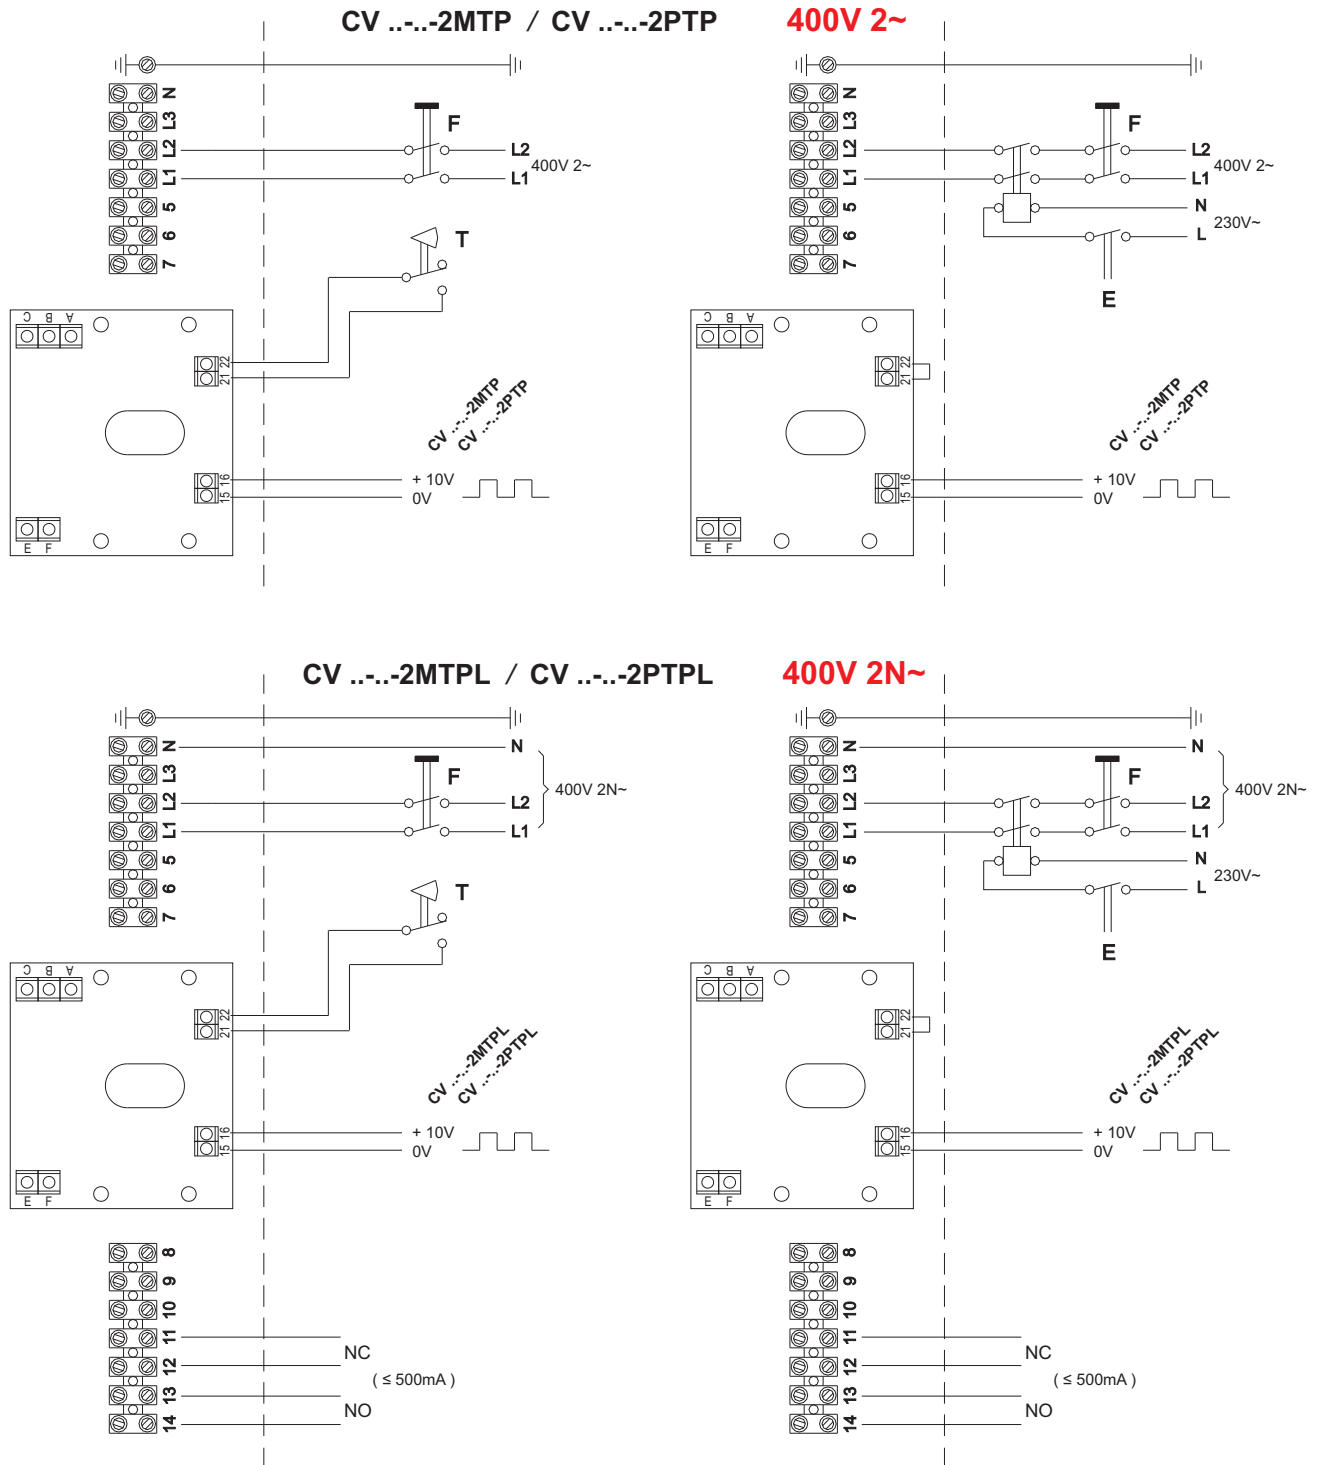 CV ..-..-2MTP / CV ..-..-2PTP 400V 2~
N
L3
L2
L1
5
6
7
F
L2
400V 2~
L1
T
C B A
22
21
CV ..-..-2MTP
CV ..-..-2PTP
16
15
+ 10V
0V
E F
N
L3
L2
L1
5
6
7
F
L2
400V 2~
L1
N
230V~
L
E
C B A
22
21
CV ..-..-2MTP
CV ..-..-2PTP
16
15
+ 10V
0V
E F
CV ..-..-2MTPL / CV ..-..-2PTPL 400V 2N~
N
L3
L2
L1
5
6
7
N
F
400V 2N~
L2
L1
T
C B A
22
21
CV ..-..-2MTPL
CV ..-..-2PTPL
16
15
+ 10V
0V
E F
8
9
10
11
12
13
14
NC
( ≤ 500mA )
NO
N
L3
L2
L1
5
6
7
N
F
400V 2N~
L2
L1
N
230V~
L
E
C B A
22
21
CV ..-..-2MTPL
CV ..-..-2PTPL
16
15
+ 10V
0V
E F
8
9
10
11
12
13
14
NC
( ≤ 500mA )
NO